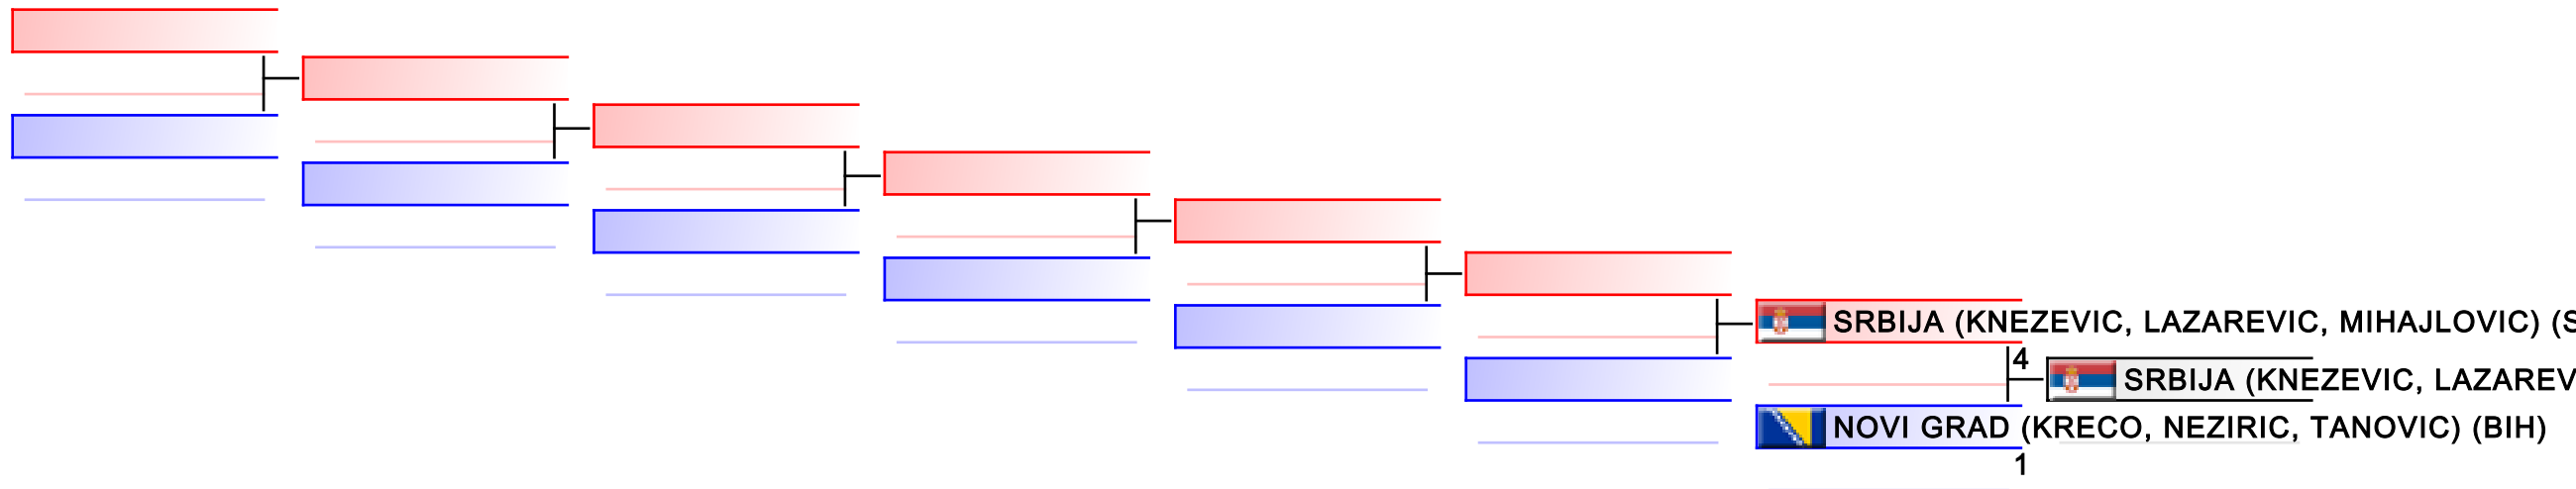 SRBIJA (KNEZEVIC, LAZAREVIC, MIHAJLOVIC) (S
4
SRBIJA (KNEZEVIC, LAZAREV
NOVI GRAD (KRECO, NEZIRIC, TANOVIC) (BIH)
1